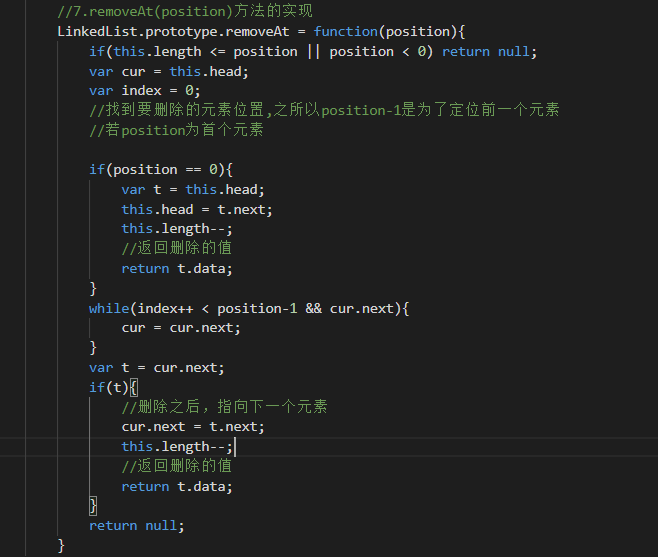 //7.removeAt(position)方法的实现
LinkedList.prototype.removeAt = function(position){
if(this.length <= position || position < 0) return null;
var cur = this.head;
var index = 0;
//找到要删除的元素位置,之所以position-1是为了定位前一个元素
//若position为首个元素
if(position == 0){
var t = this.head;
this.head = t.next;
this.length--;
//返回删除的值
return t.data;
}
while(index++ < position-1 && cur.next){
cur = cur.next;
}
var t = cur.next;
if(t){
//删除之后，指向下一个元素
cur.next = t.next;
this.length--;
//返回删除的值
return t.data;
}
return null;
}